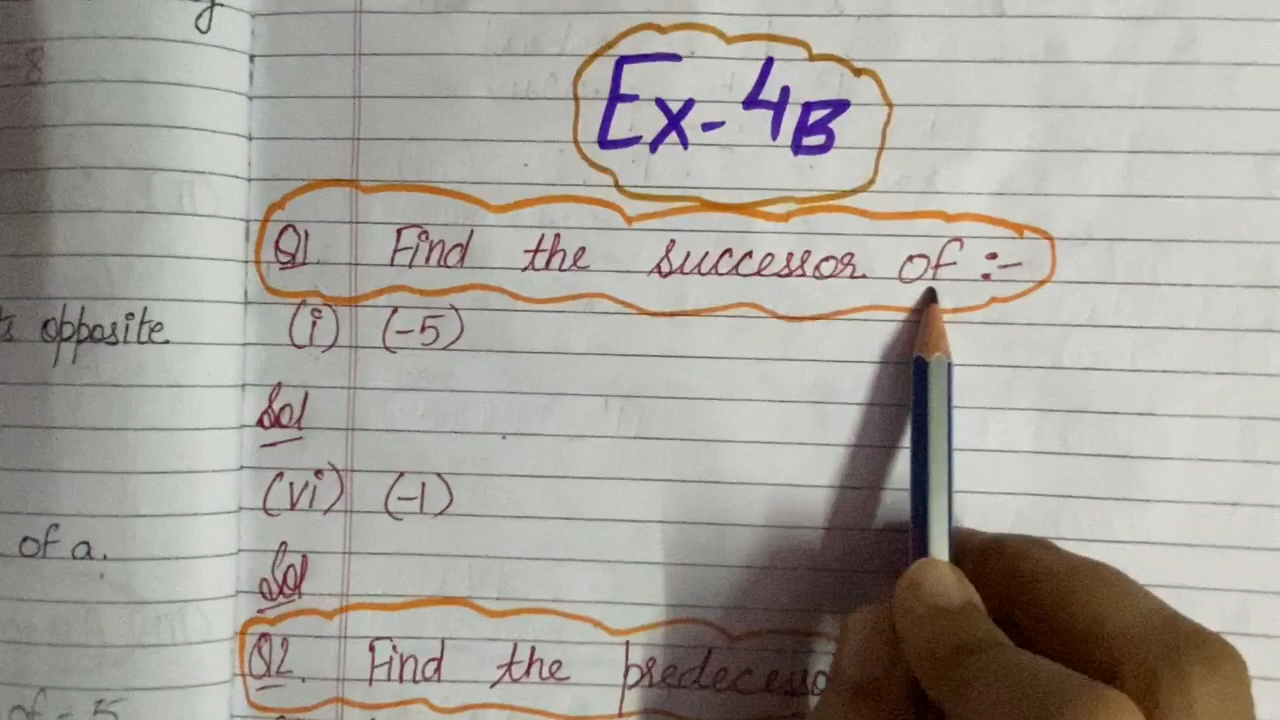 Ex-4B
Q1. Find the successor of :-
(i) (-5)
opposite
Sol
(vi) (-1)
of a.
Sol
Q2. Find the
of - 5